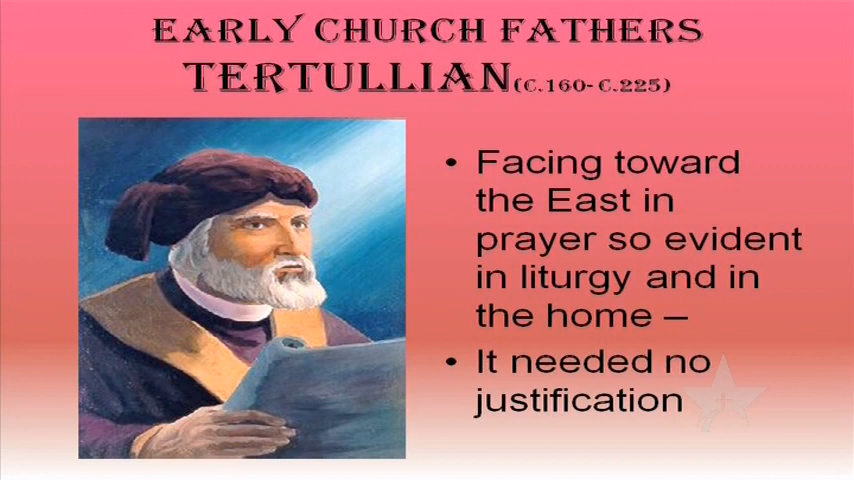 EARLY CHURCH FATHERS
TERTULLIAN(C.160- C.225)
• Facing toward
the East in
prayer so evident
in liturgy and in
the home –
• It needed no
justification